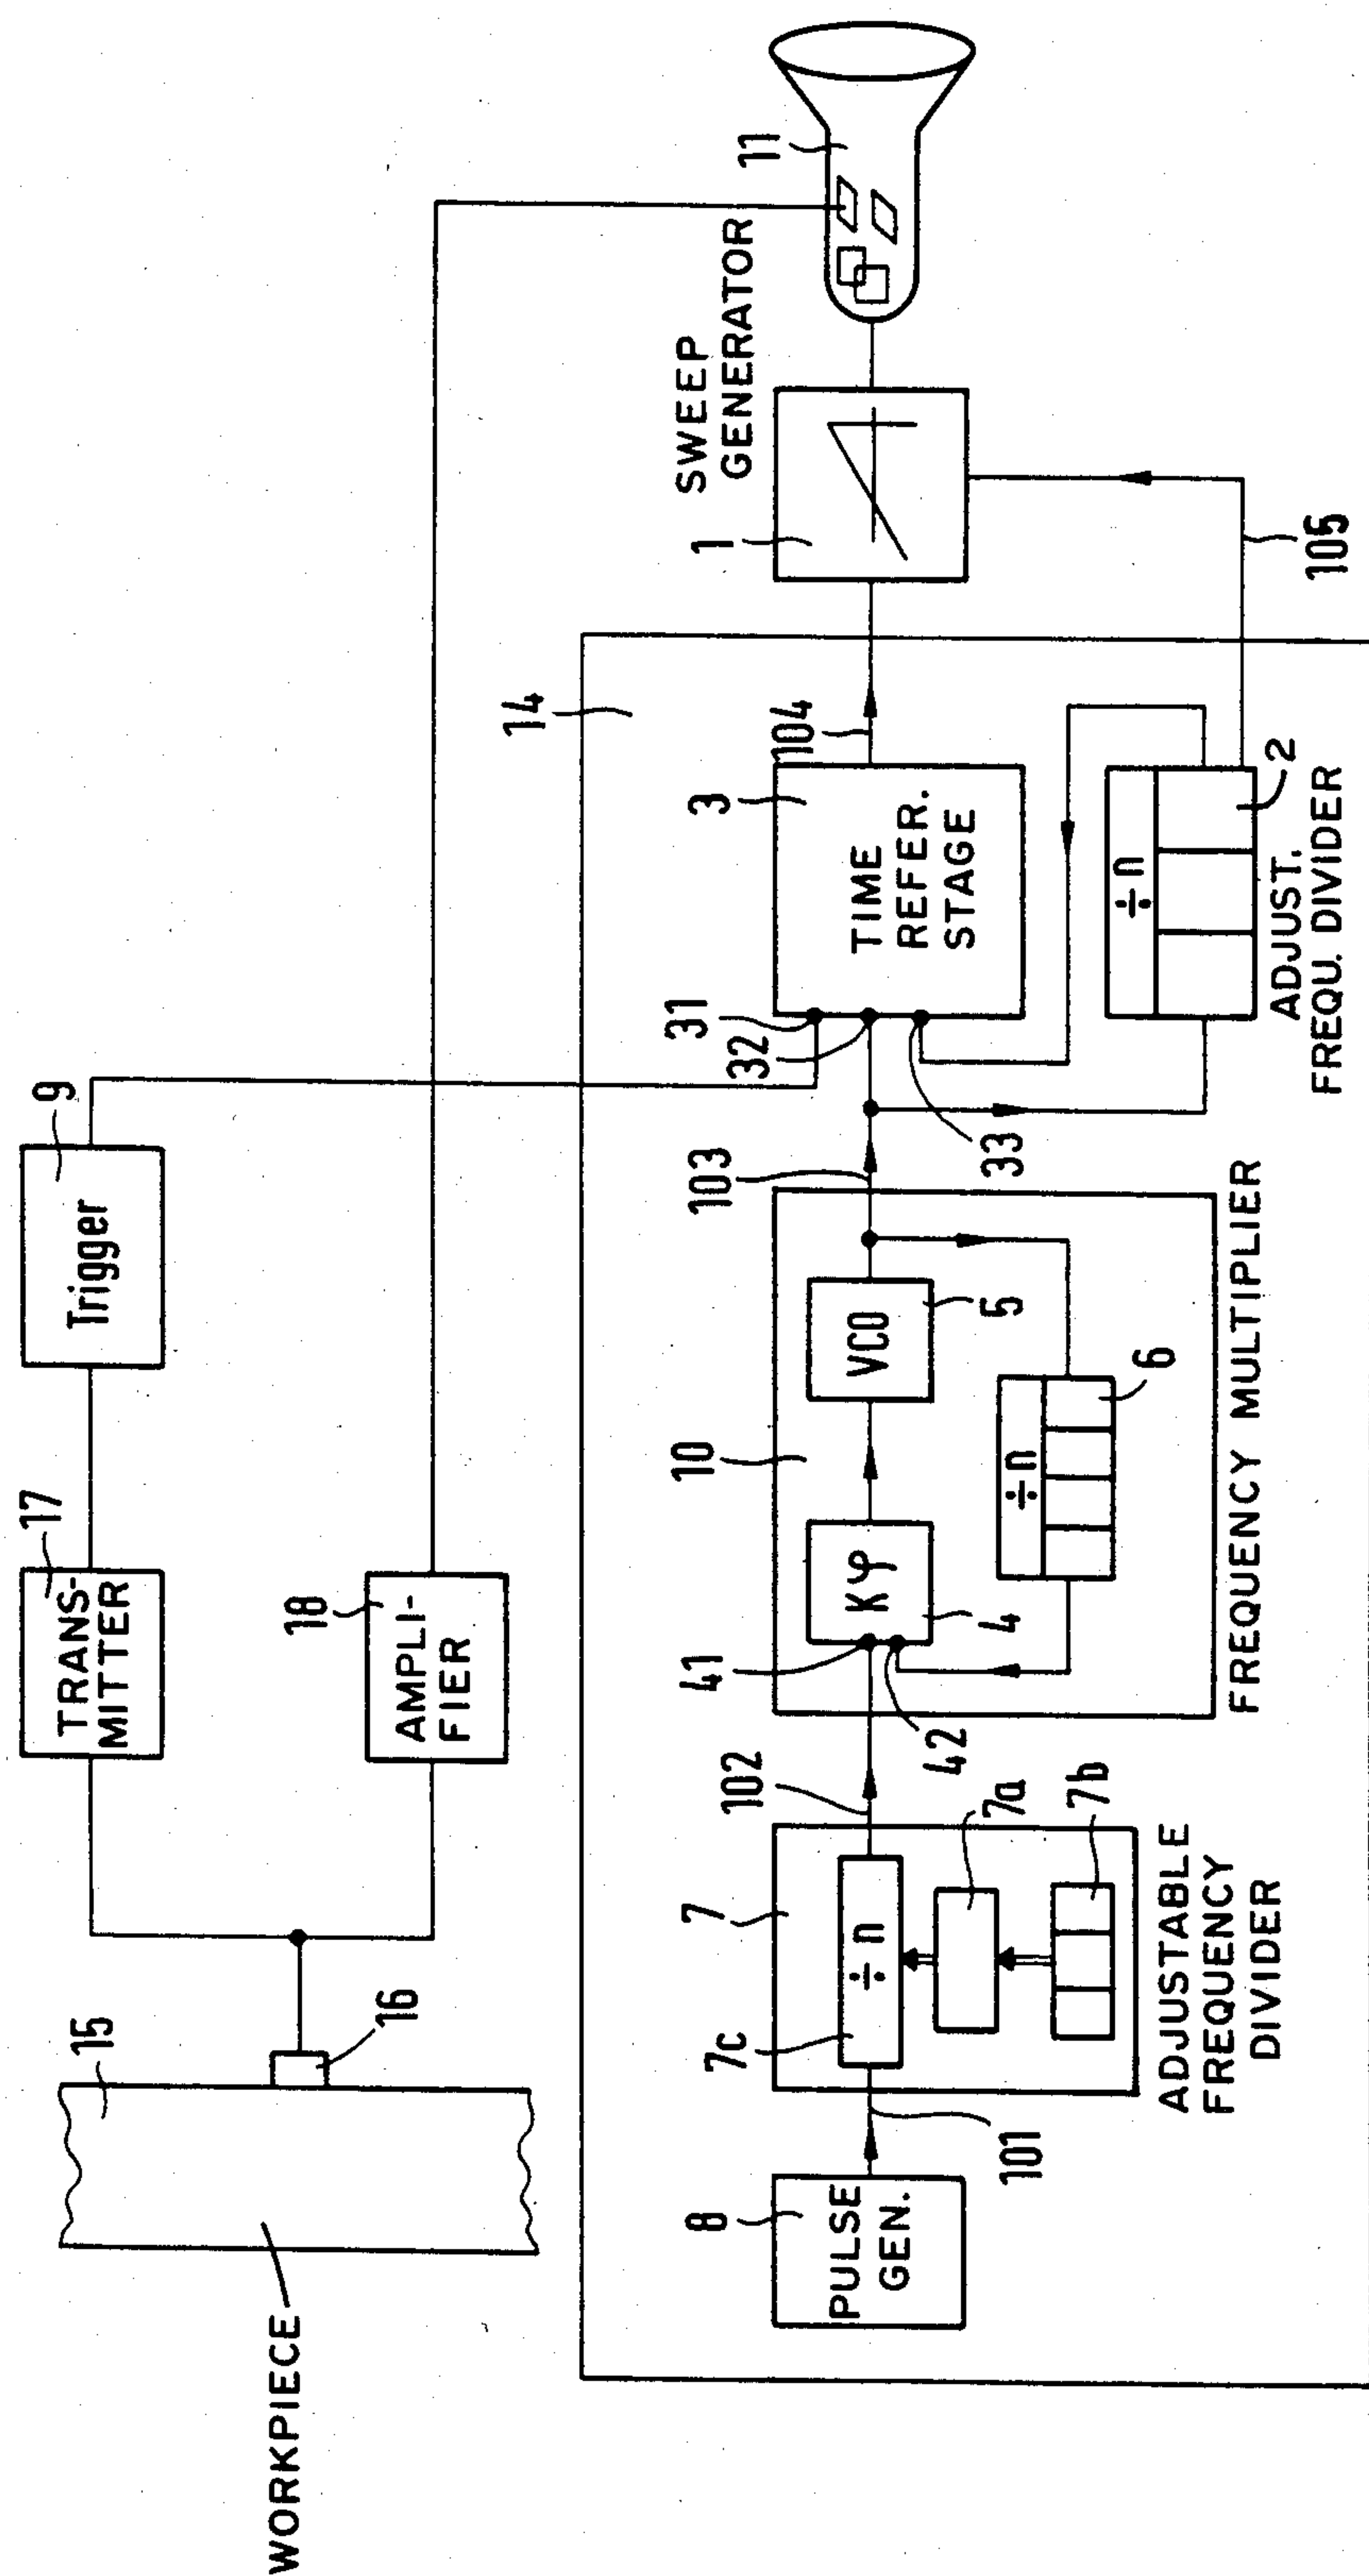 WORKPIECE
15
16
17
TRANS-
MITTER
9
Trigger
18
AMPLI-
FIER
14
8
PULSE
GEN.
101
7
7c
÷n
7a
7b
ADJUSTABLE
FREQUENCY
DIVIDER
102
10
41
42
Kφ
4
VCO
5
÷n
6
FREQUENCY MULTIPLIER
103
31
32
33
3
TIME
REFER.
STAGE
104
÷n
2
ADJUST.
FREQU. DIVIDER
105
1
SWEEP
GENERATOR
11